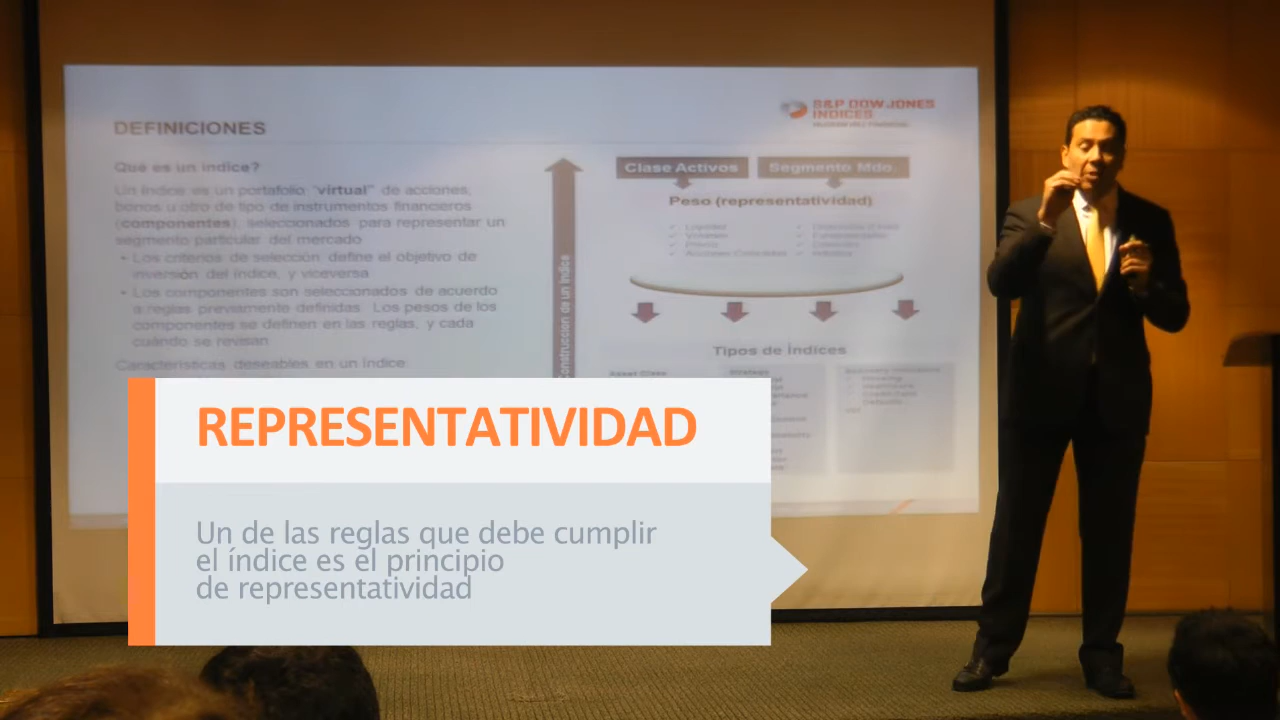 DEFINICIONES
S&P DOW JONES
INDICES
Qué es un índice?
Un índice es un portafolio "virtual" de acciones,
bonos u otro de tipo de instrumentos financieros
(componentes), seleccionados para representar un
segmento particular del mercado
• Los criterios de selección define el objetivo de
inversión del índice, y viceversa
• Los componentes son seleccionados de acuerdo
a reglas previamente definidas. Los pesos de los
componentes se definen en las reglas, y cada
cuándo se revisan
Características deseables en un índice:
Construcción de un índice
Clase Activos
Segmento Mdo.
Peso (representatividad)
Tipos de Índices
Asset Class
Strategy
REPRESENTATIVIDAD
Un de las reglas que debe cumplir
el índice es el principio
de representatividad